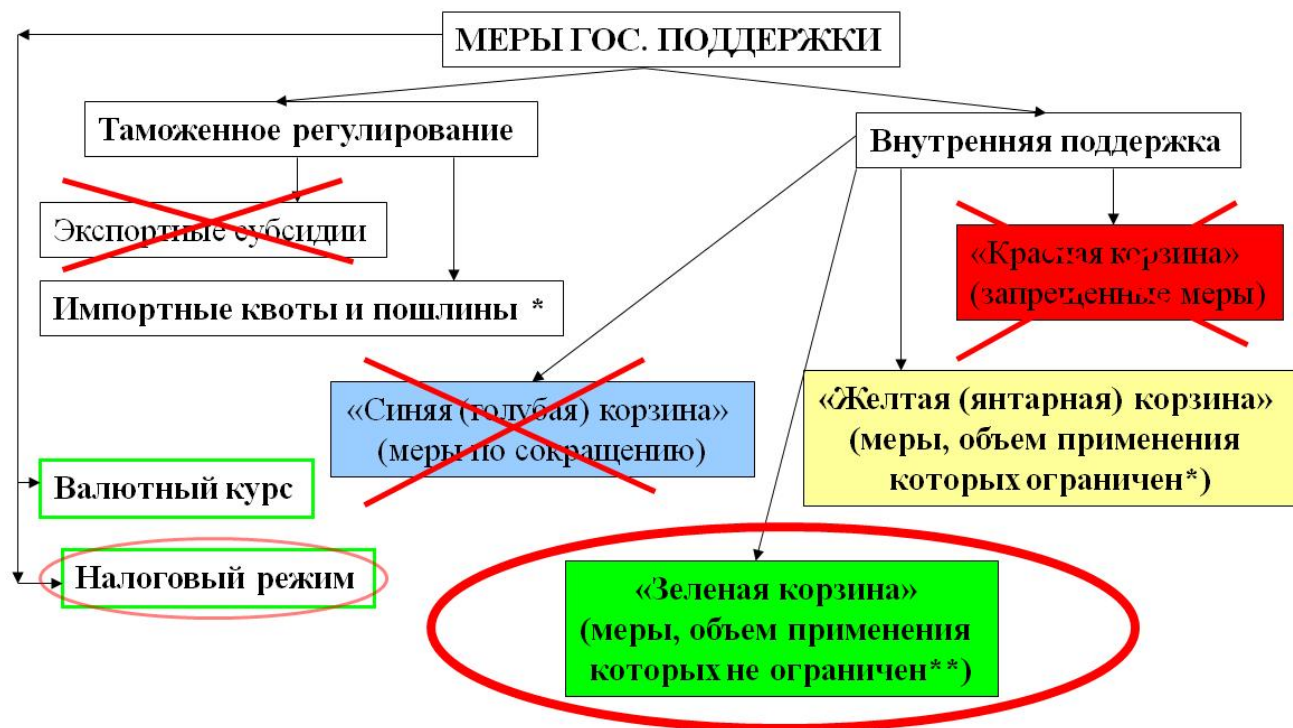 МЕРЫ ГОС. ПОДДЕРЖКИ
Таможенное регулирование
Внутренняя поддержка
Экспортные субсидии
«Красная корзина»
(запрещенные меры)
Импортные квоты и пошлины *
«Синяя (голубая) корзина»
(меры по сокращению)
«Желтая (янтарная) корзина»
(меры, объем применения
которых ограничен*)
Валютный курс
Налоговый режим
«Зеленая корзина»
(меры, объем применения
которых не ограничен**)